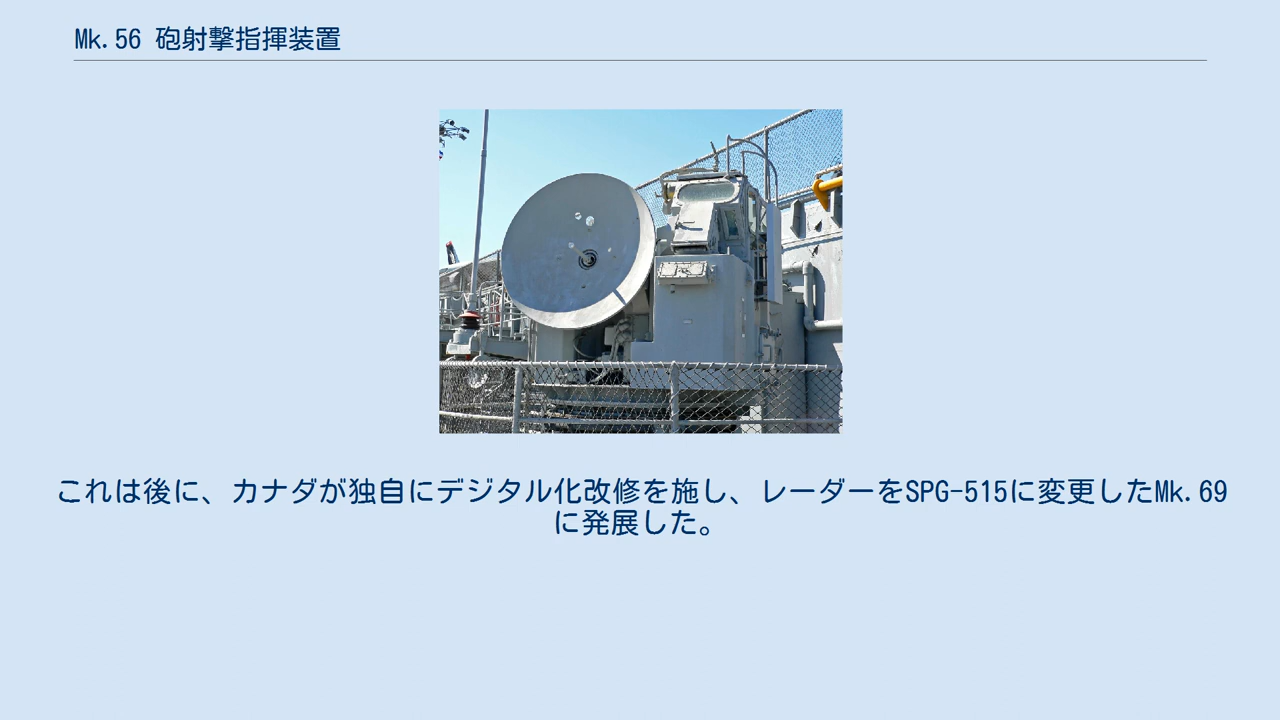 Mk.56 砲射撃指揮装置
これは後に、カナダが独自にデジタル化改修を施し、レーダーをSPG-515に変更したMk.69
に発展した。